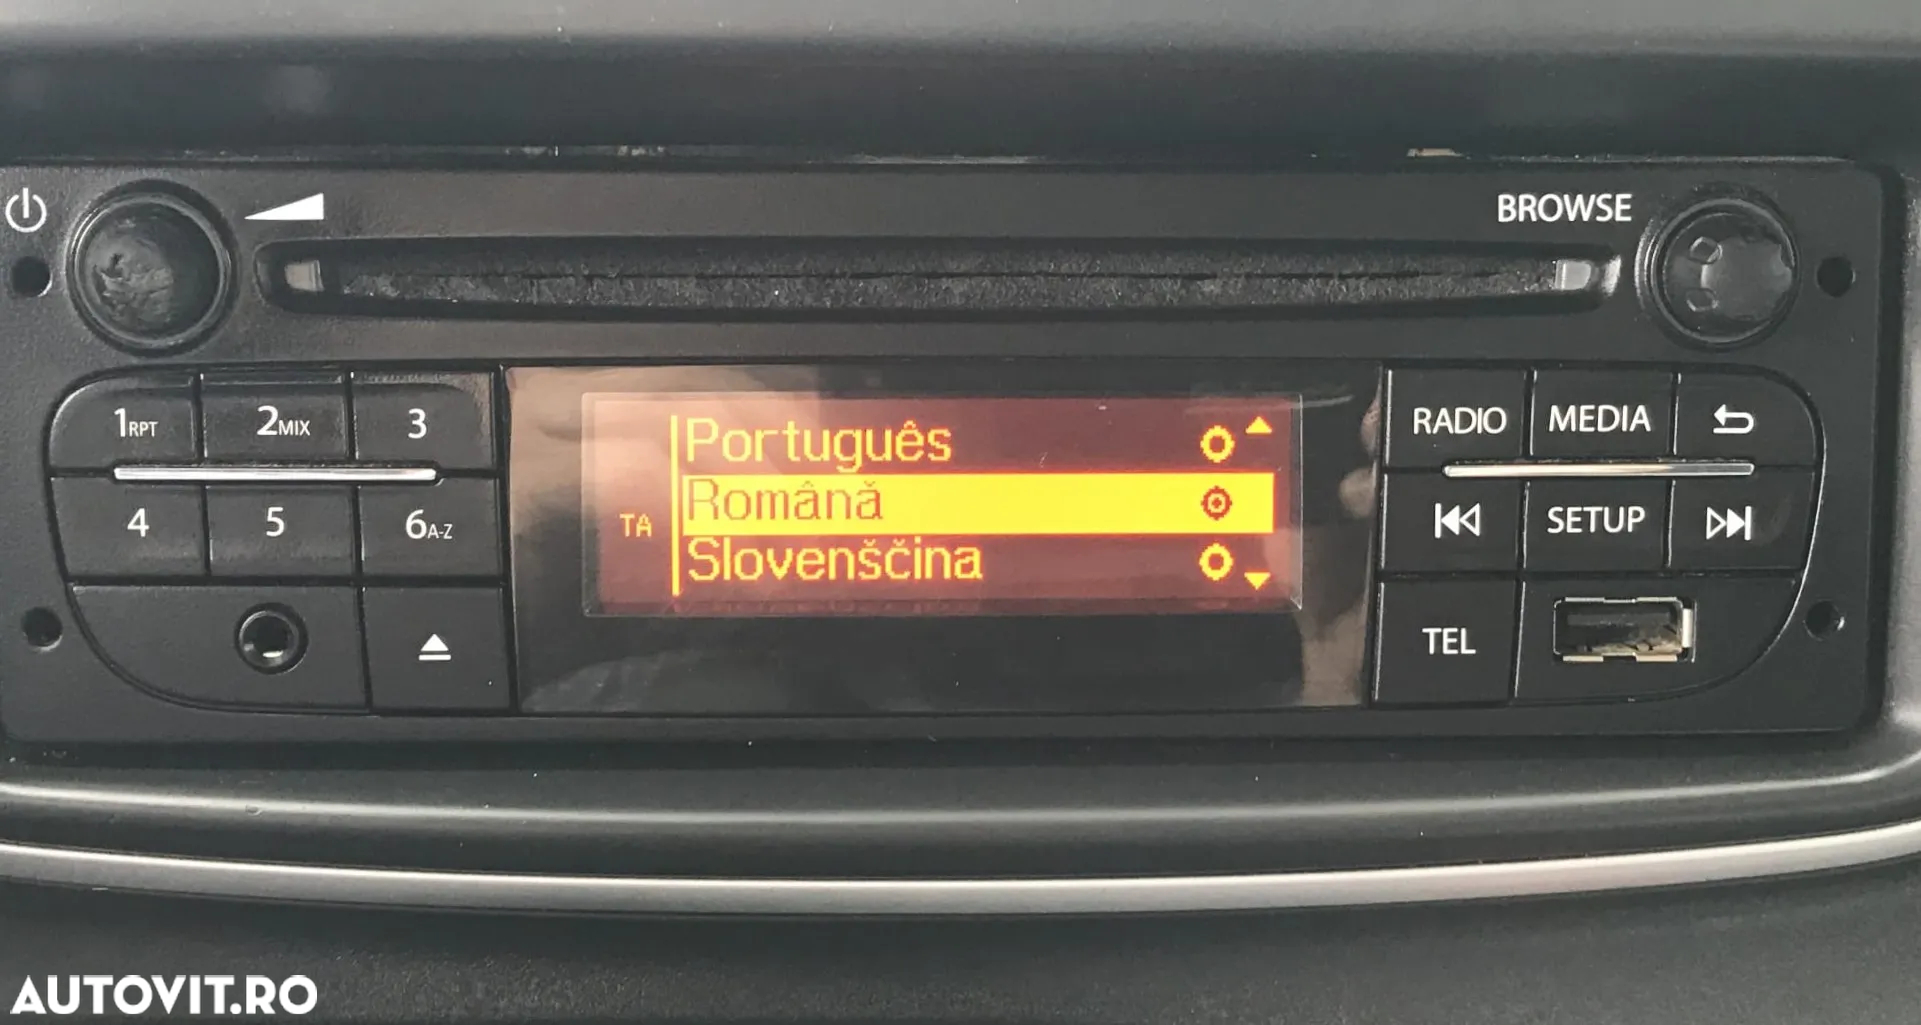 BROWSE
1RPT 2MIX 3
RADIO MEDIA
Português
Română
TA
Slovenščina
4 5 6A-Z
SETUP
TEL
AUTOVIT.RO